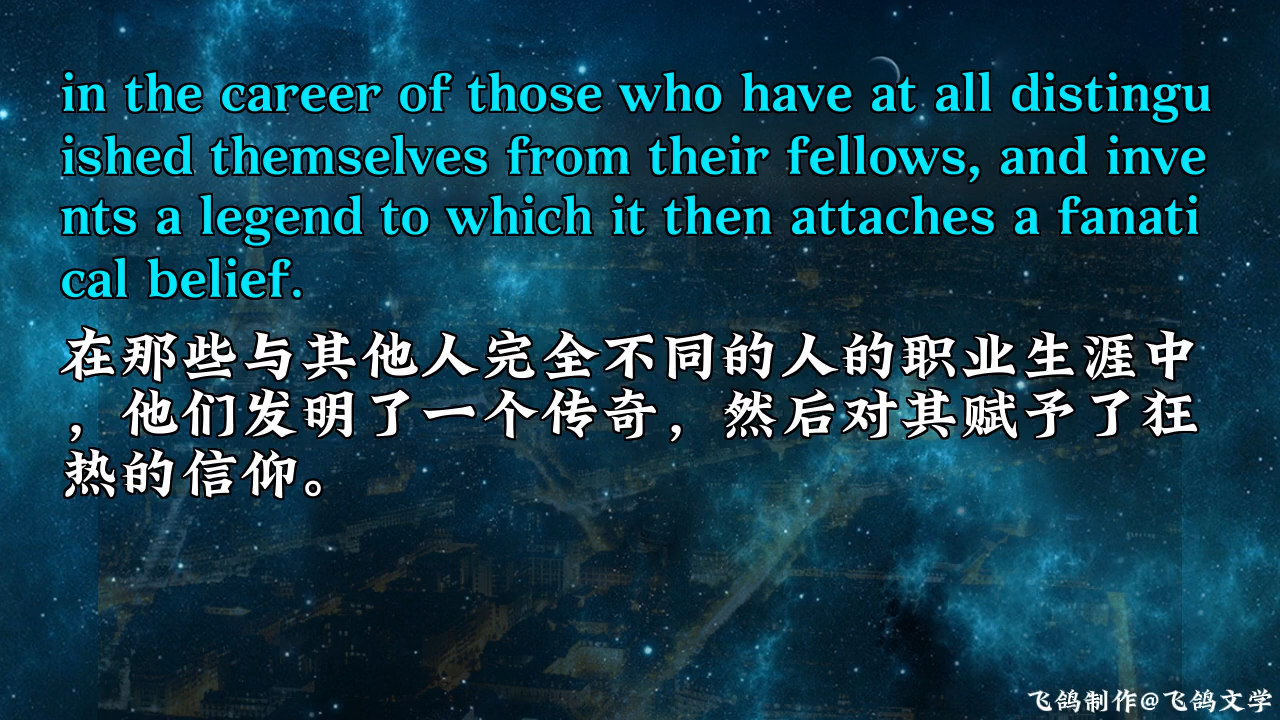 in the career of those who have at all distingu
ished themselves from their fellows, and inve
nts a legend to which it then attaches a fanati
cal belief.
在那些与其他人完全不同的人的职业生涯中
，他们发明了一个传奇，然后对其赋予了狂
热的信仰。
飞鸽制作@飞鸽文学